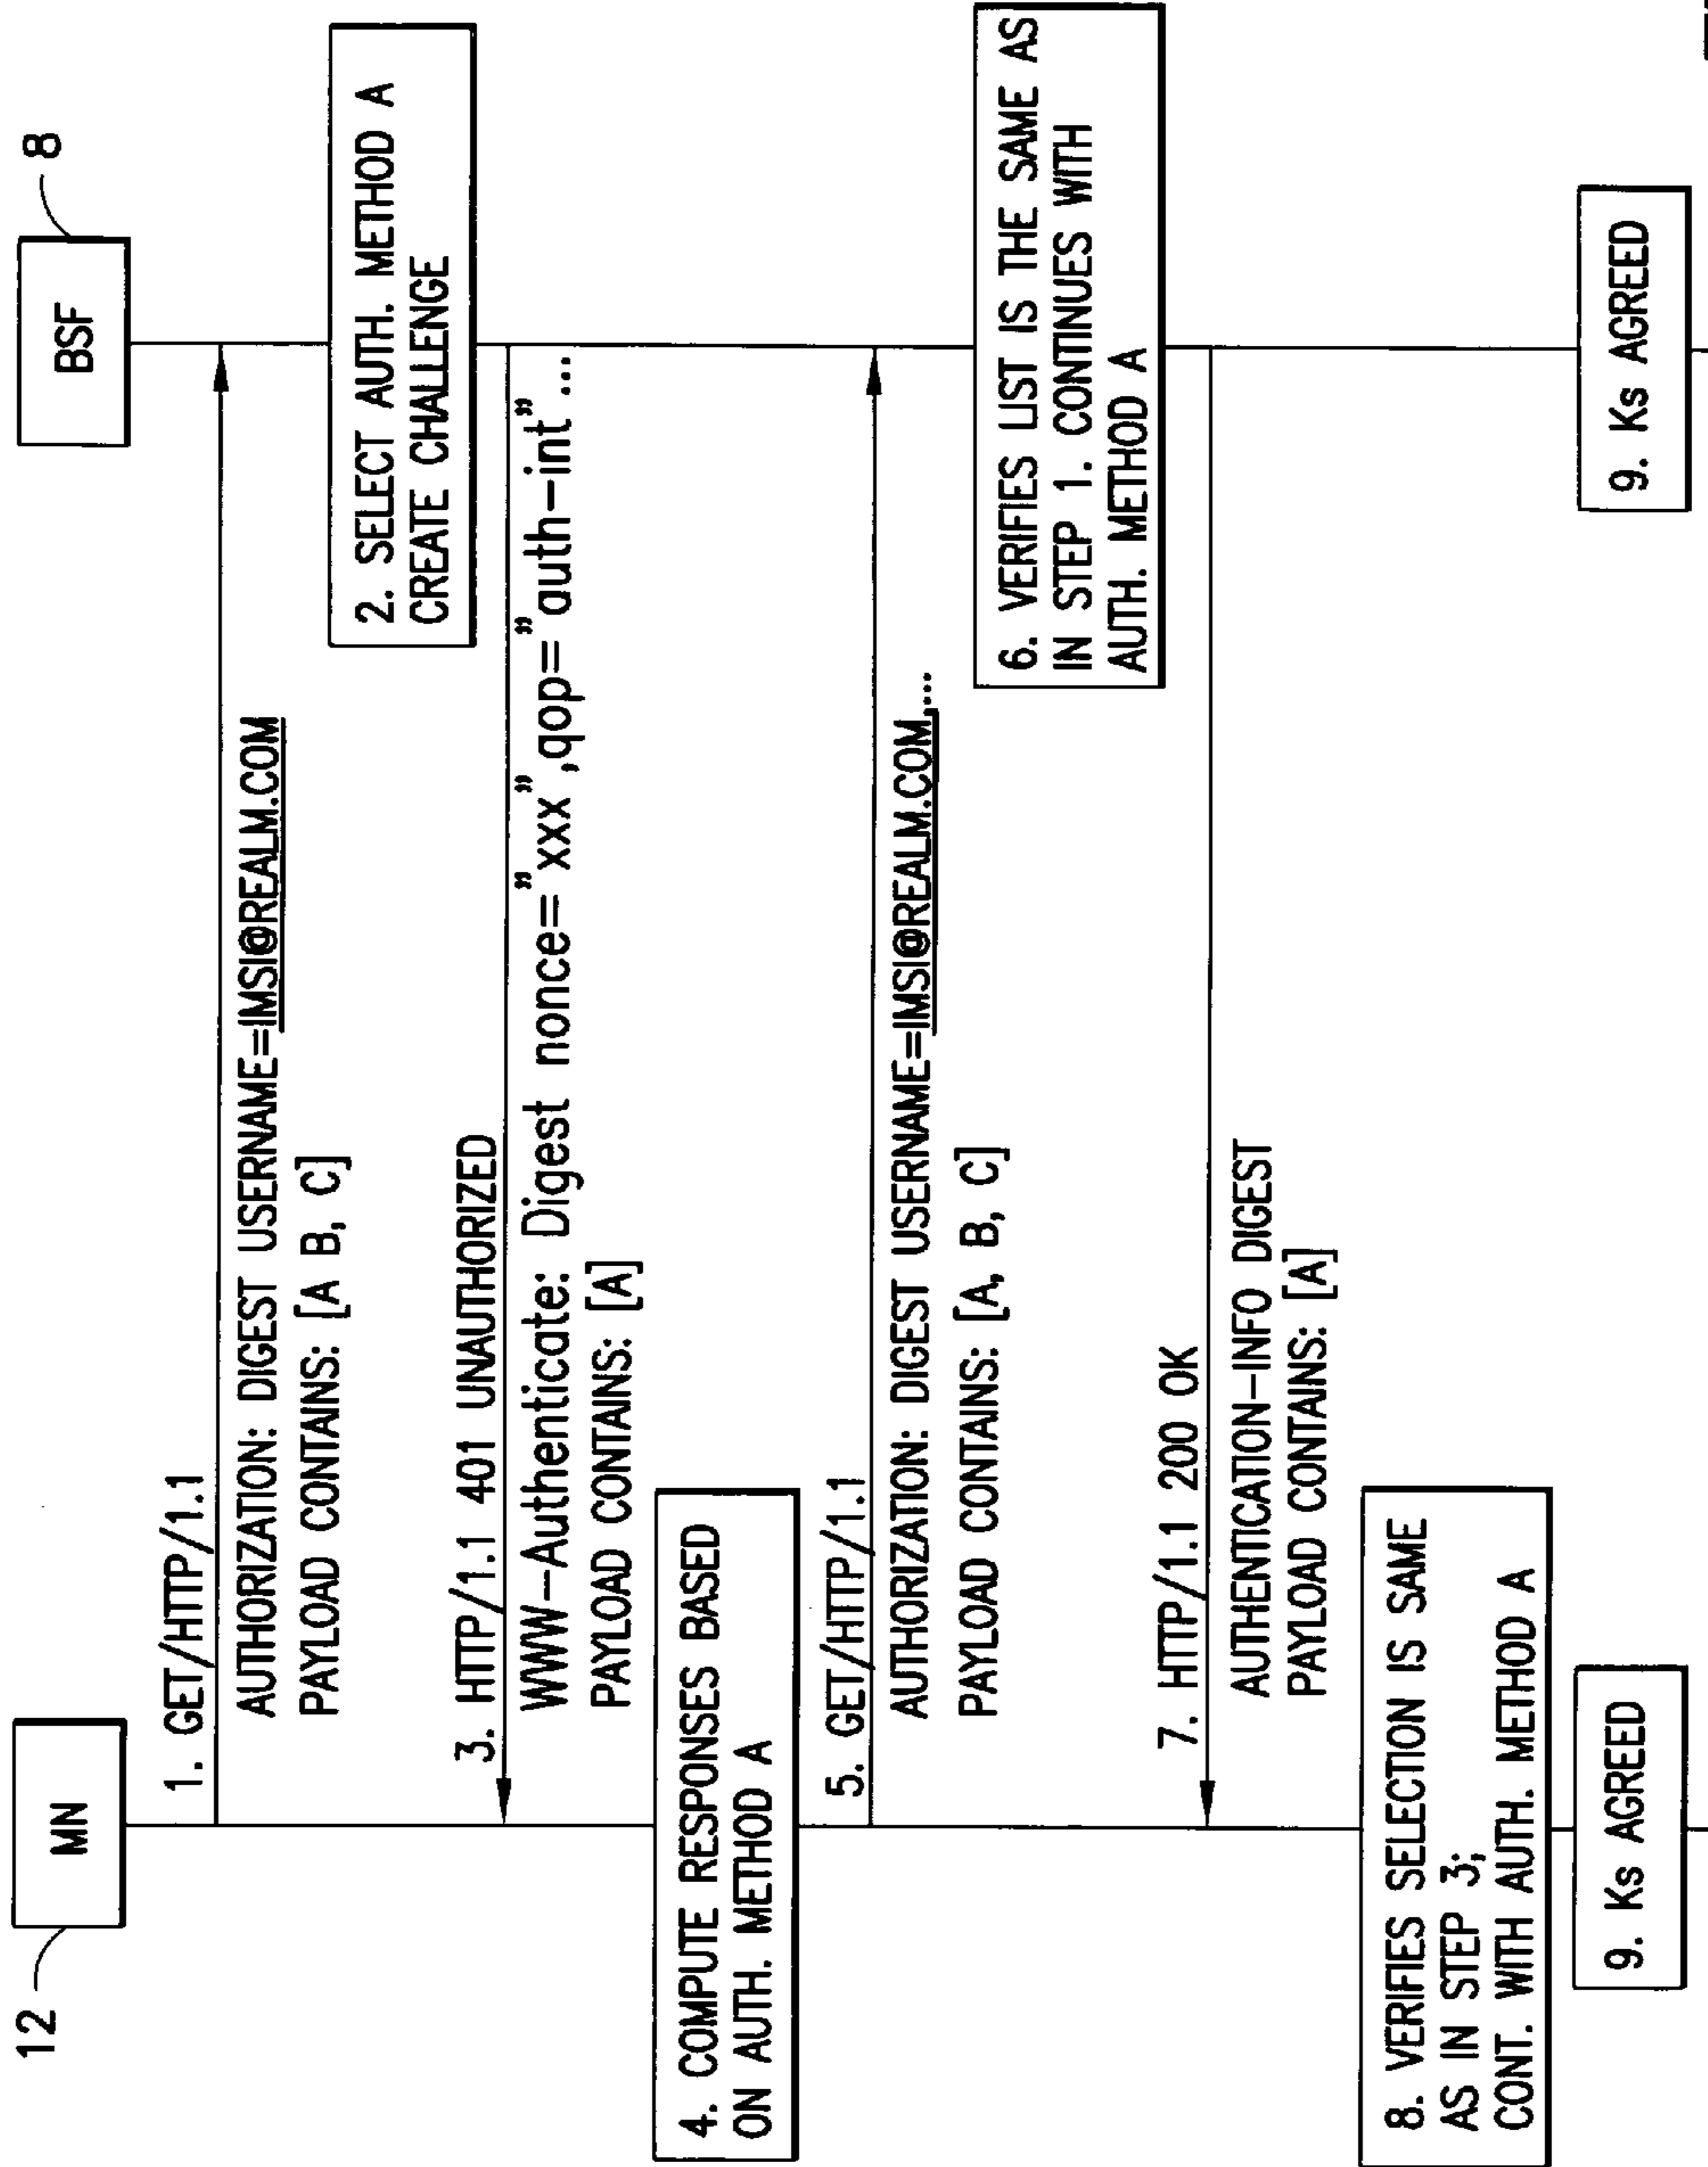 12
MN
BSF
8
1. GET/HTTP/1.1
AUTHORIZATION: DIGEST USERNAME=IMSI@REALM.COM
PAYLOAD CONTAINS: [A B, C]
2. SELECT AUTH. METHOD A
CREATE CHALLENGE
3. HTTP/1.1 401 UNAUTHORIZED
WWW-Authenticate: Digest nonce="xxx",qop="auth-int"...
PAYLOAD CONTAINS: [A]
4. COMPUTE RESPONSES BASED
ON AUTH. METHOD A
5. GET/HTTP/1.1
AUTHORIZATION: DIGEST USERNAME=IMSI@REALM.COM,...
PAYLOAD CONTAINS: [A, B, C]
6. VERIFIES LIST IS THE SAME AS
IN STEP 1. CONTINUES WITH
AUTH. METHOD A
7. HTTP/1.1 200 OK
AUTHENTICATION-INFO DIGEST
PAYLOAD CONTAINS: [A]
8. VERIFIES SELECTION IS SAME
AS IN STEP 3;
CONT. WITH AUTH. METHOD A
9. Ks AGREED
9. Ks AGREED